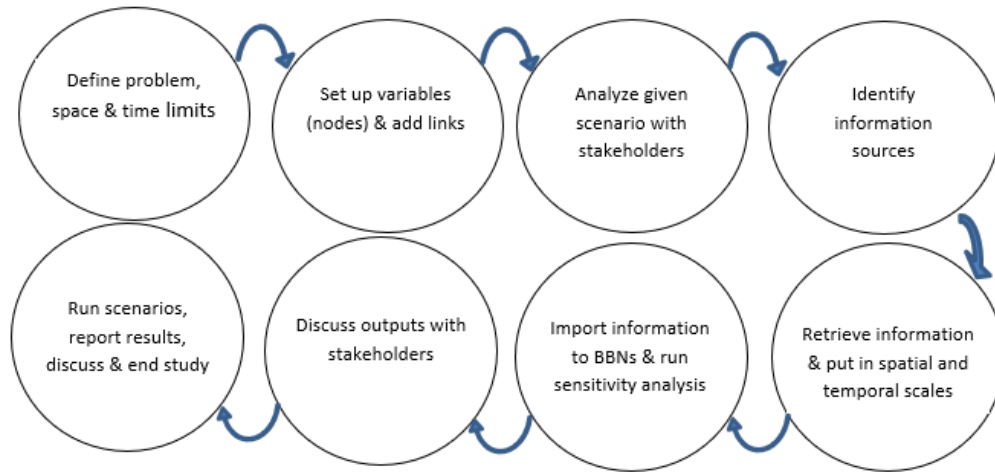 Define problem,
space & time limits
Set up variables
(nodes) & add links
Analyze given
scenario with
stakeholders
Identify
information
sources
Run scenarios,
report results,
discuss & end study
Discuss outputs with
stakeholders
Import information
to BBNs & run
sensitivity analysis
Retrieve information
& put in spatial and
temporal scales